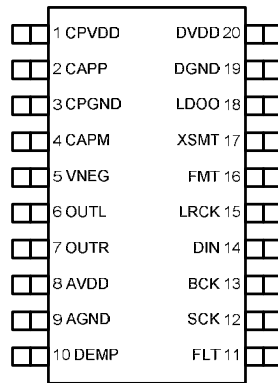 1 CPVDD DVDD 20
2 CAPP DGND 19
3 CPGND LDOO 18
4 CAPM XSMT 17
5 VNEG FMT 16
6 OUTL LRCK 15
7 OUTR DIN 14
8 AVDD BCK 13
9 AGND SCK 12
10 DEMP FLT 11